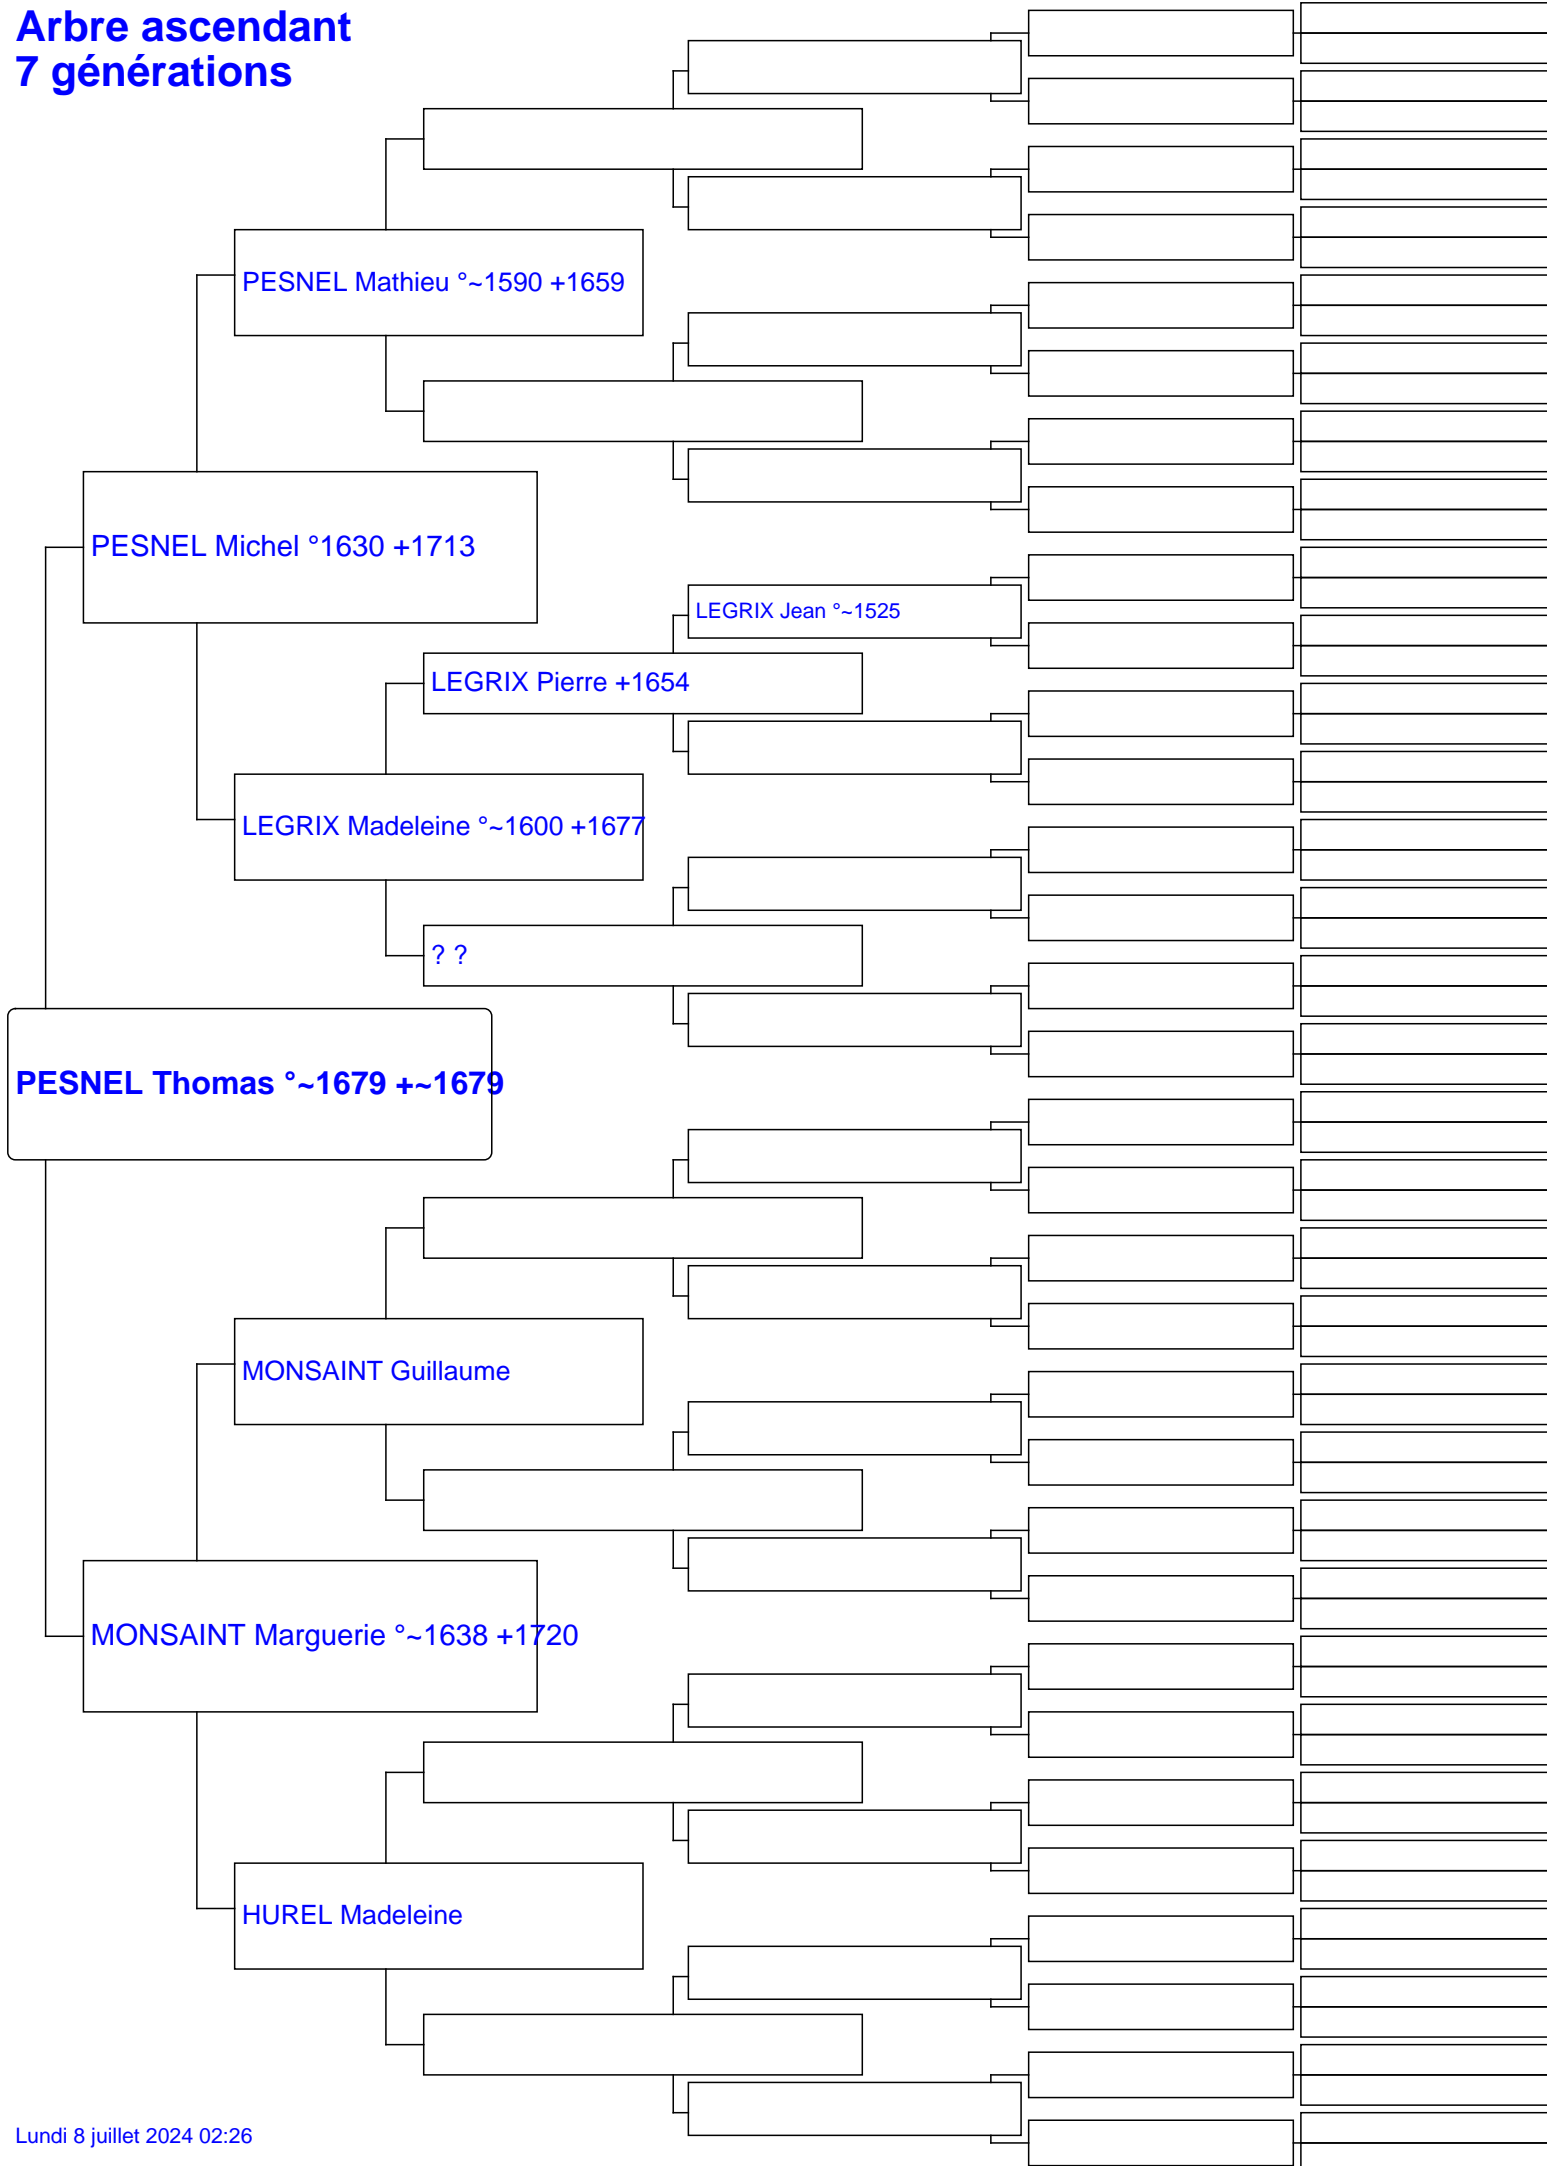 Arbre ascendant
7 générations
PESNEL Mathieu °~1590 +1659
PESNEL Michel °1630 +1713
LEGRIX Jean °~1525
LEGRIX Pierre +1654
LEGRIX Madeleine °~1600 +1677
? ?
PESNEL Thomas °~1679 +~1679
MONSAINT Guillaume
MONSAINT Marguerie °~1638 +1720
HUREL Madeleine
Lundi 8 juillet 2024 02:26